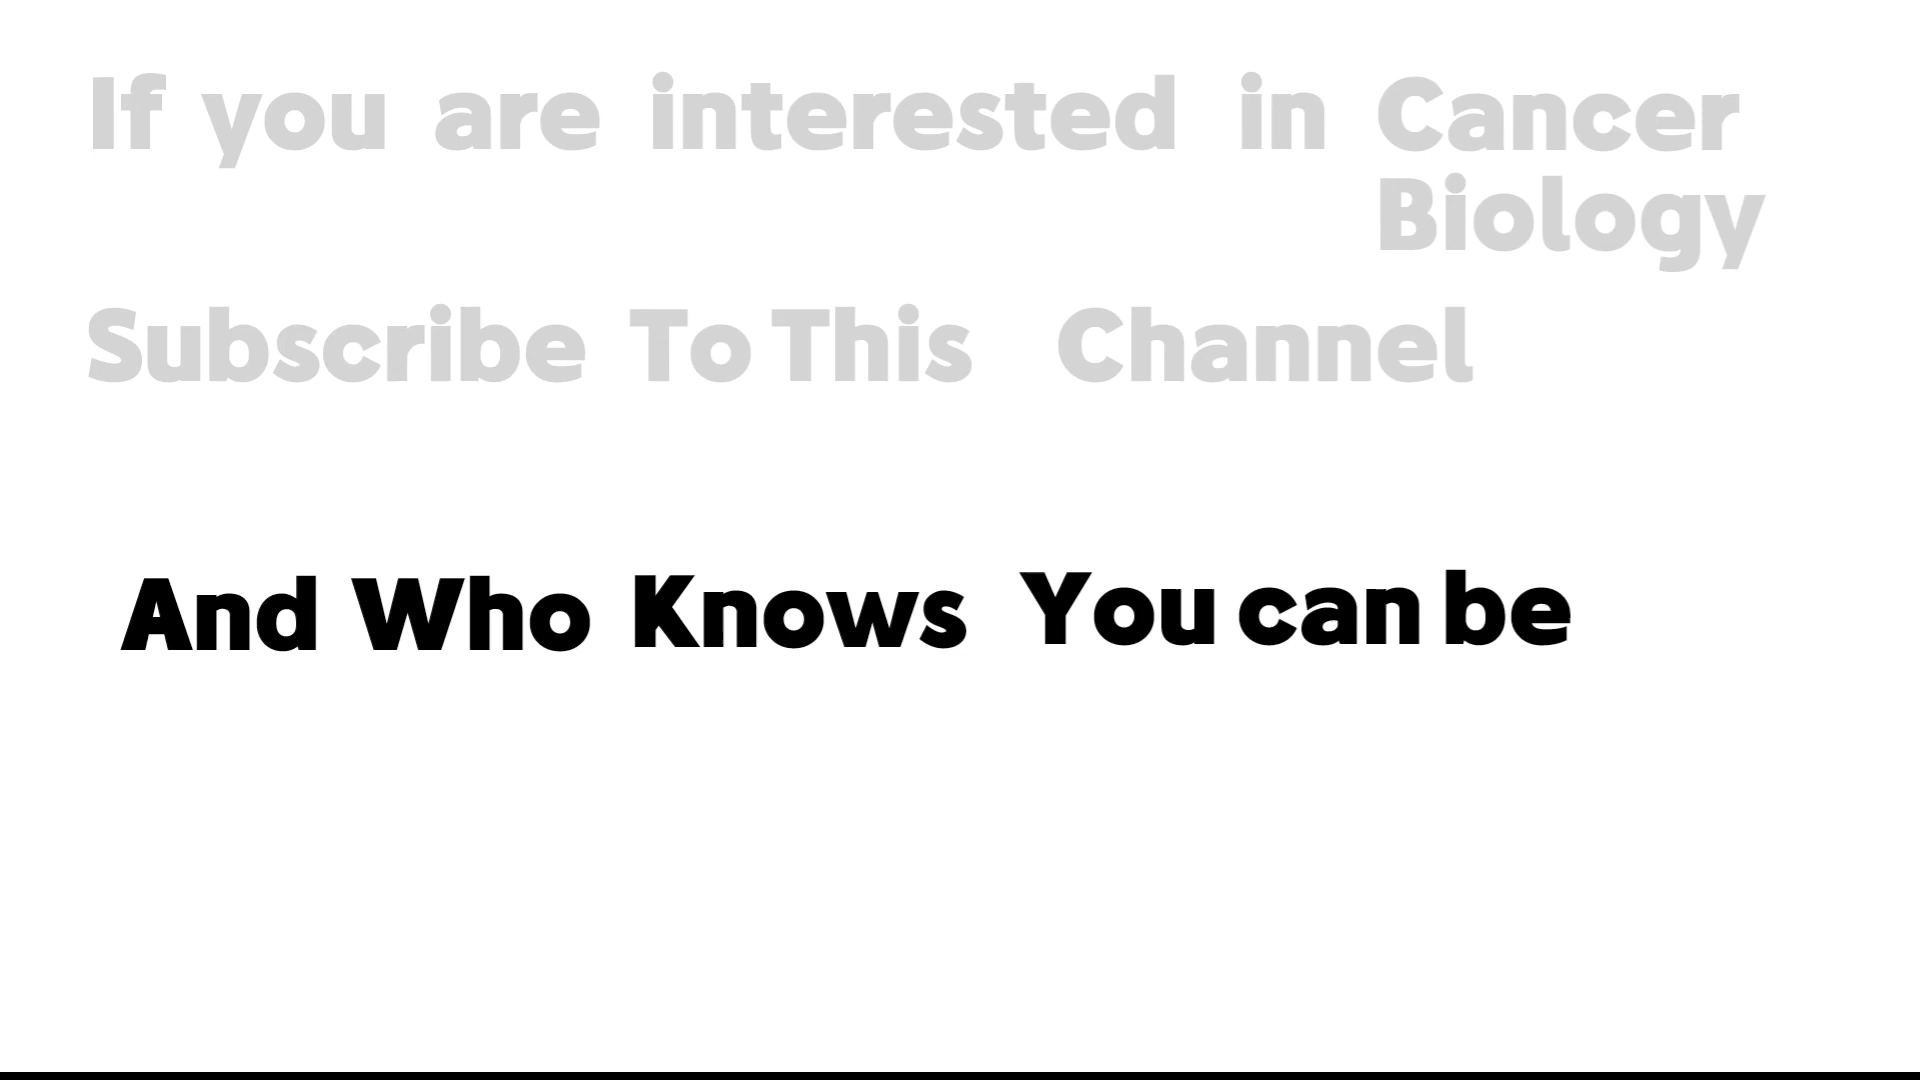 If you are interested in Cancer
Biology
Subscribe To This Channel
And Who Knows You can be